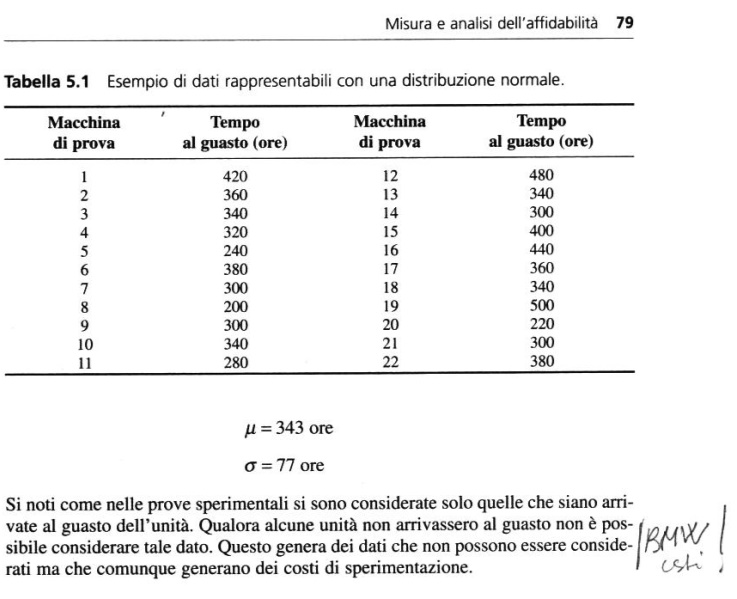 Misura e analisi dell'affidabilità 79
Tabella 5.1 Esempio di dati rappresentabili con una distribuzione normale.
Macchina Tempo Macchina Tempo
di prova al guasto (ore) di prova al guasto (ore)
1 420 12 480
2 360 13 340
3 340 14 300
4 320 15 400
5 240 16 440
6 380 17 360
7 300 18 340
8 200 19 500
9 300 20 220
10 340 21 300
11 280 22 380
μ = 343 ore
σ = 77 ore
Si noti come nelle prove sperimentali si sono considerate solo quelle che siano arri-
vate al guasto dell'unità. Qualora alcune unità non arrivassero al guasto non è pos-
sibile considerare tale dato. Questo genera dei dati che non possono essere conside-
rati ma che comunque generano dei costi di sperimentazione.
BMW